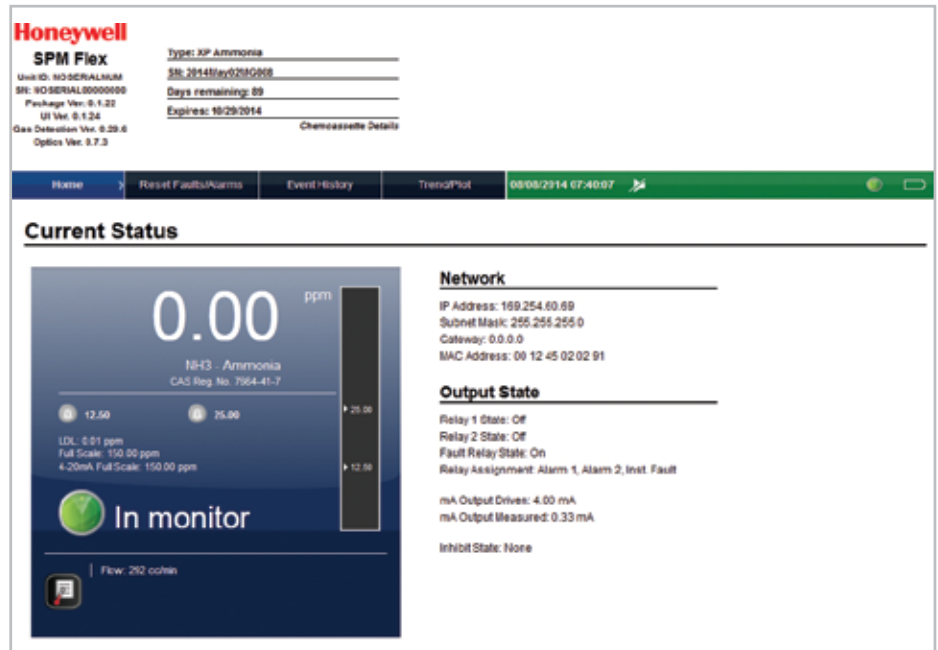 Honeywell
SPM Flex
Unit ID: NOSERIALNUM
SN: NOSERIAL00000000
Package Ver. 0.1.22
UI Ver. 0.1.24
Gas Detection Ver. 0.29.0
Optics Ver. 0.7.3
Type: XP Ammonia
SN: 2014May02MG008
Days remaining: 89
Expires: 10/29/2014
Chemcassette Details
Home
Reset Faults/Alarms
Event History
Trend/Plot
08/08/2014 07:40:07
Current Status
0.00 ppm
NH3 - Ammonia
CAS Reg. No. 7664-41-7
12.50
25.00
LDL: 0.01 ppm
Full Scale: 150.00 ppm
4-20mA Full Scale: 150.00 ppm
25.00
12.50
In monitor
Flow: 292 cc/min
Network
IP Address: 169.254.60.69
Subnet Mask: 255.255.255.0
Gateway: 0.0.0.0
MAC Address: 00 12 45 02 02 91
Output State
Relay 1 State: Off
Relay 2 State: Off
Fault Relay State: On
Relay Assignment: Alarm 1, Alarm 2, Inst. Fault
mA Output Driven: 4.00 mA
mA Output Measured: 0.33 mA
Inhibit State: None